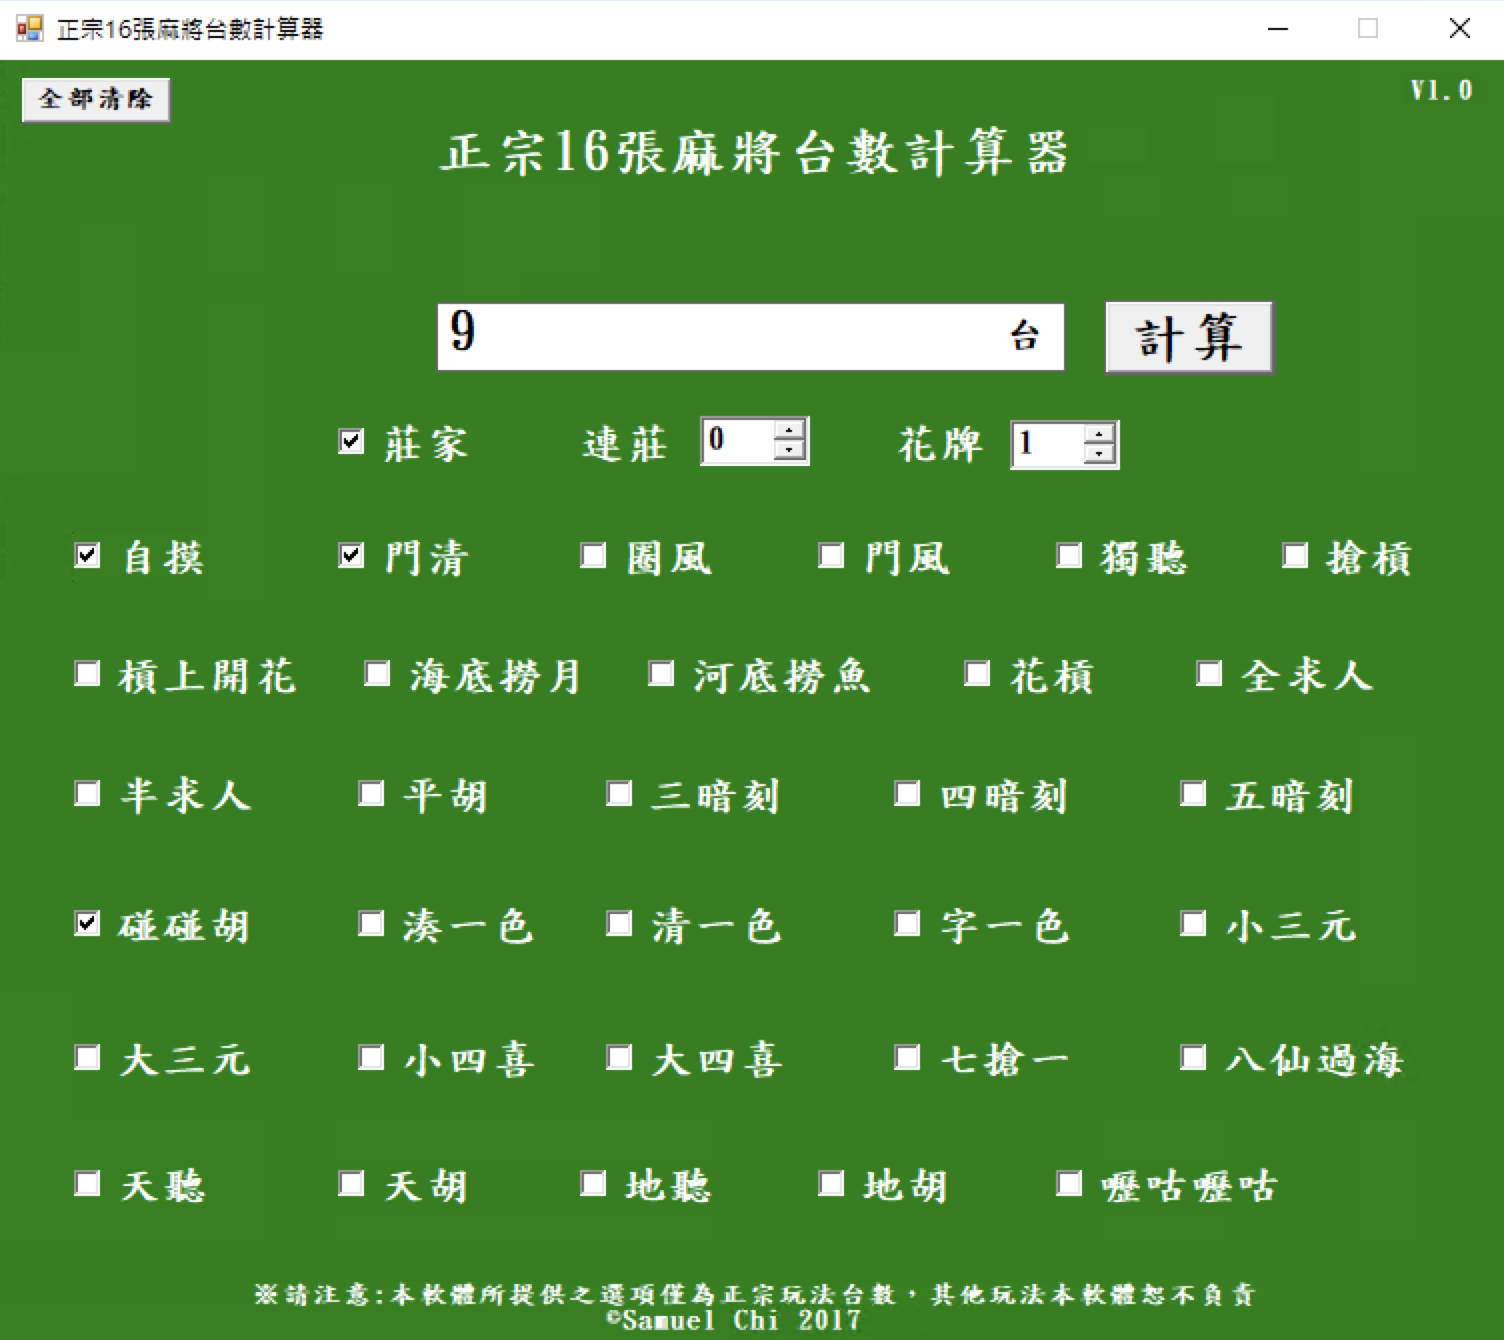 正宗16張麻將台數計算器
全部清除
V1.0
正宗16張麻將台數計算器
9 台 計算
莊家 連莊 0 花牌 1
自摸 門清 圈風 門風 獨聽 搶槓
槓上開花 海底撈月 河底撈魚 花槓 全求人
半求人 平胡 三暗刻 四暗刻 五暗刻
碰碰胡 湊一色 清一色 字一色 小三元
大三元 小四喜 大四喜 七搶一 八仙過海
天聽 天胡 地聽 地胡 嚦咕嚦咕
※請注意:本軟體所提供之選項僅為正宗玩法台數，其他玩法本軟體恕不負責
©Samuel Chi 2017